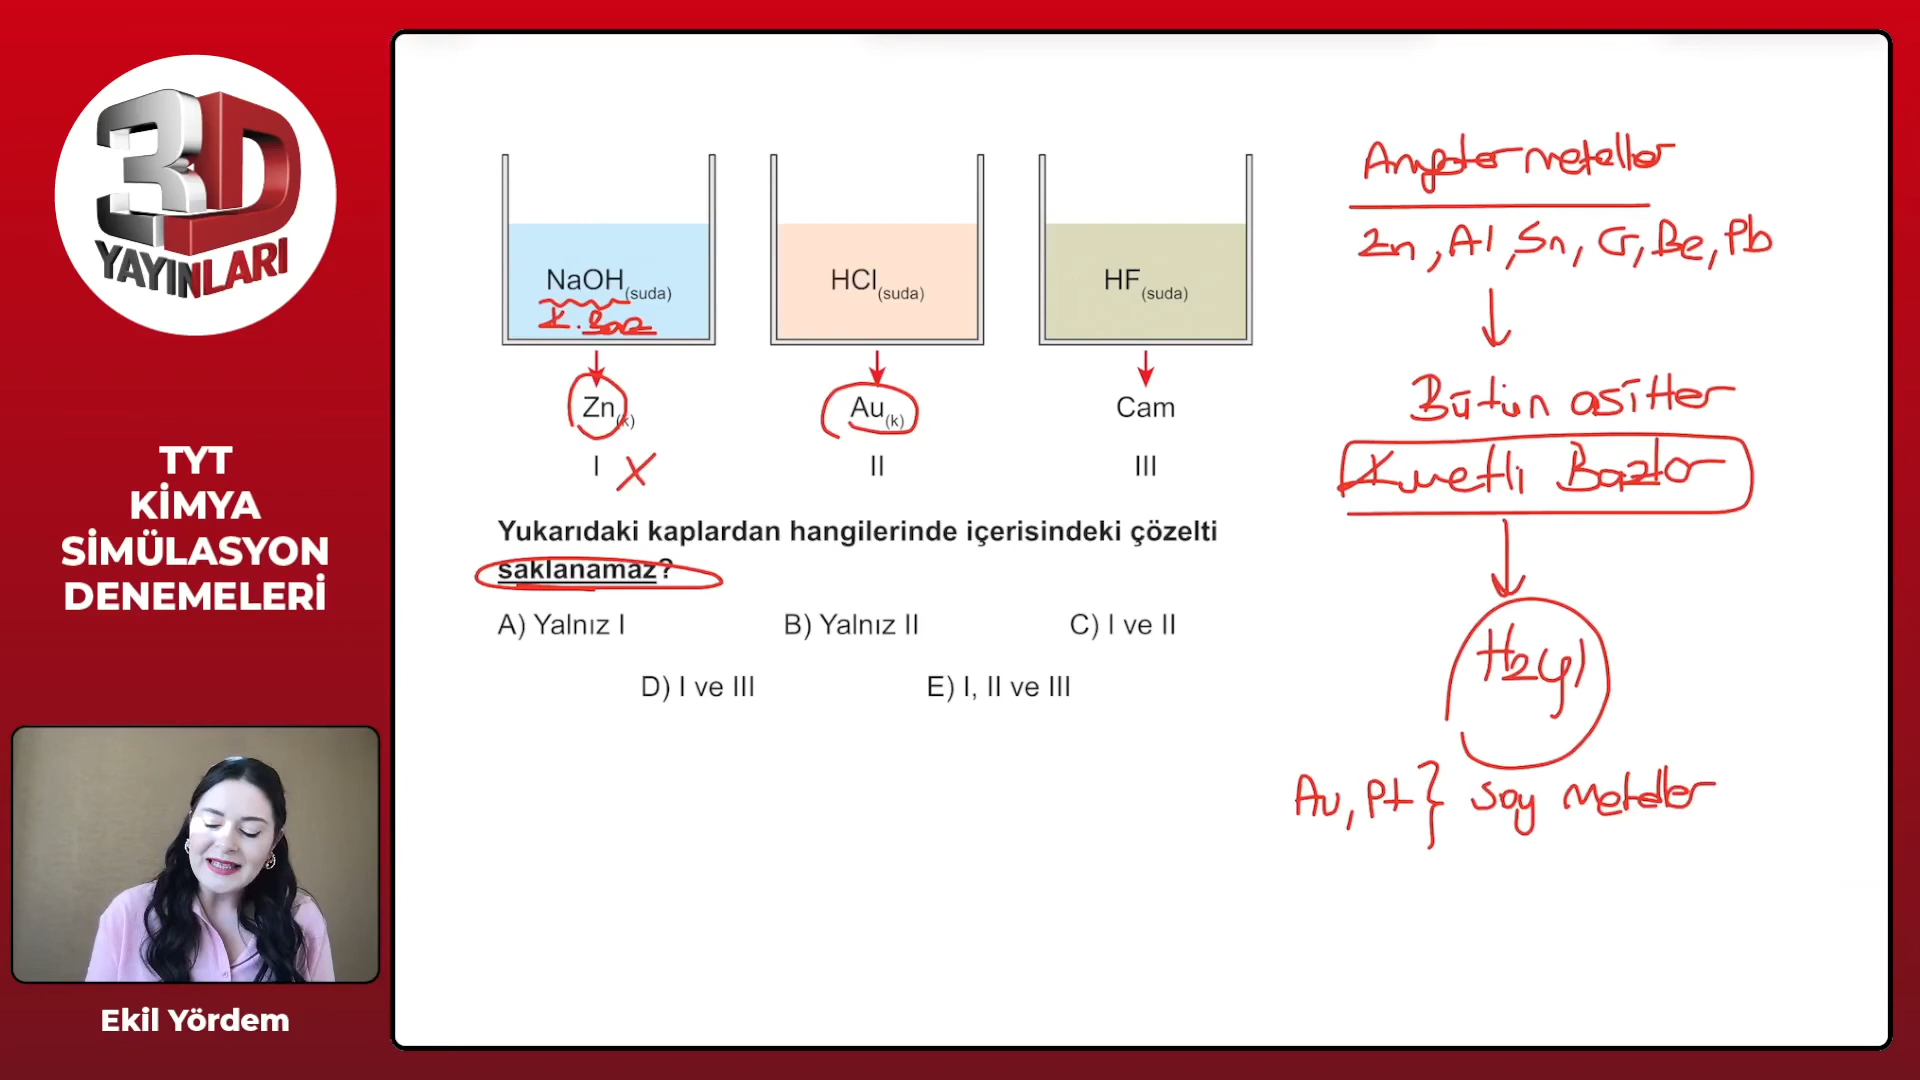 3D
YAYINLARI
TYT
KİMYA
SİMÜLASYON
DENEMELERİ
Ekil Yördem
NaOH(suda)
K. Baz
HCl(suda)
HF(suda)
Zn(k)
Au(k)
Cam
I X
II
III
Yukarıdaki kaplardan hangilerinde içerisindeki çözelti
saklanamaz?
A) Yalnız I
B) Yalnız II
C) I ve II
D) I ve III
E) I, II ve III
Amfoter metaller
Zn, Al, Sn, Cr, Be, Pb
Bütün asitler
Kuvvetli Bazlar
H2(g)
Au, Pt } Soy Metaller